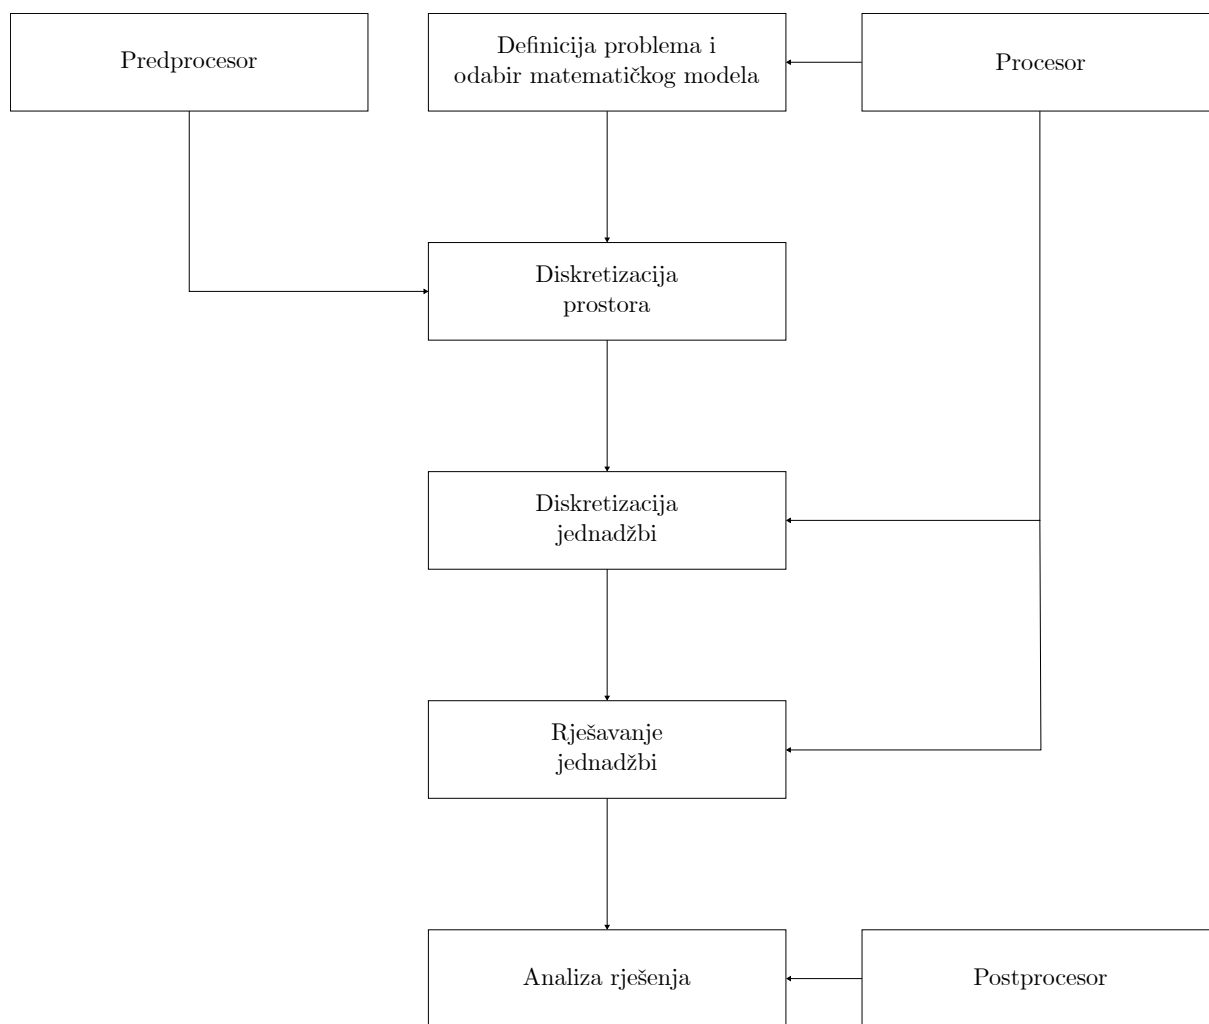 Predprocesor
Definicija problema i
odabir matematičkog modela
Procesor
Diskretizacija
prostora
Diskretizacija
jednadžbi
Rješavanje
jednadžbi
Analiza rješenja
Postprocesor